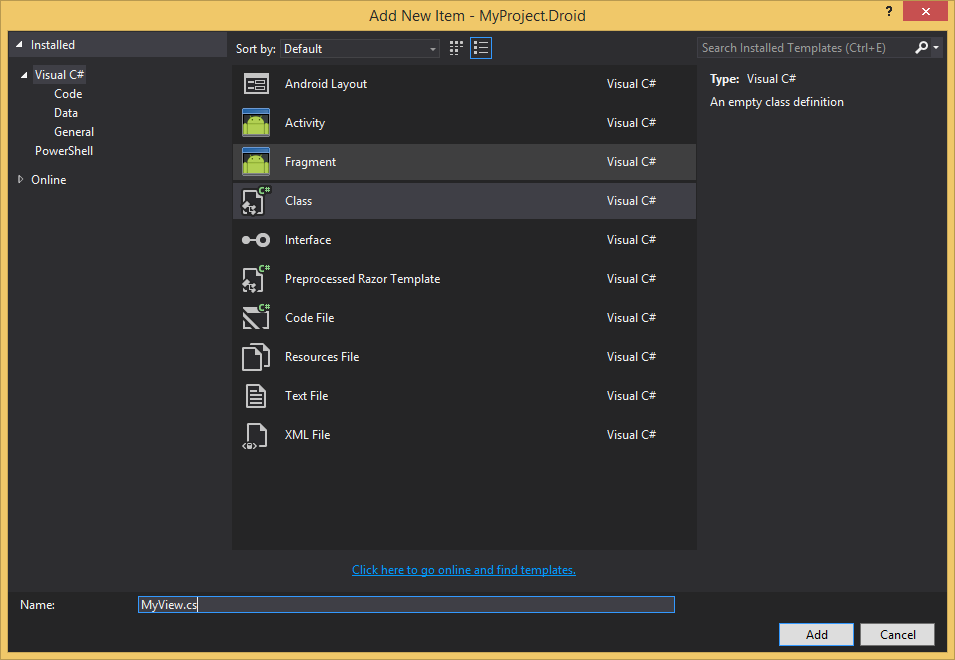 Add New Item - MyProject.Droid
?
Installed
Visual C#
Code
Data
General
PowerShell
Online
Sort by: Default
Android Layout Visual C#
Activity Visual C#
Fragment Visual C#
C# Class Visual C#
Interface Visual C#
C# Preprocessed Razor Template Visual C#
C# Code File Visual C#
Resources File Visual C#
Text File Visual C#
XML File Visual C#
Click here to go online and find templates.
Search Installed Templates (Ctrl+E)
Type: Visual C#
An empty class definition
Name: MyView.cs
Add Cancel